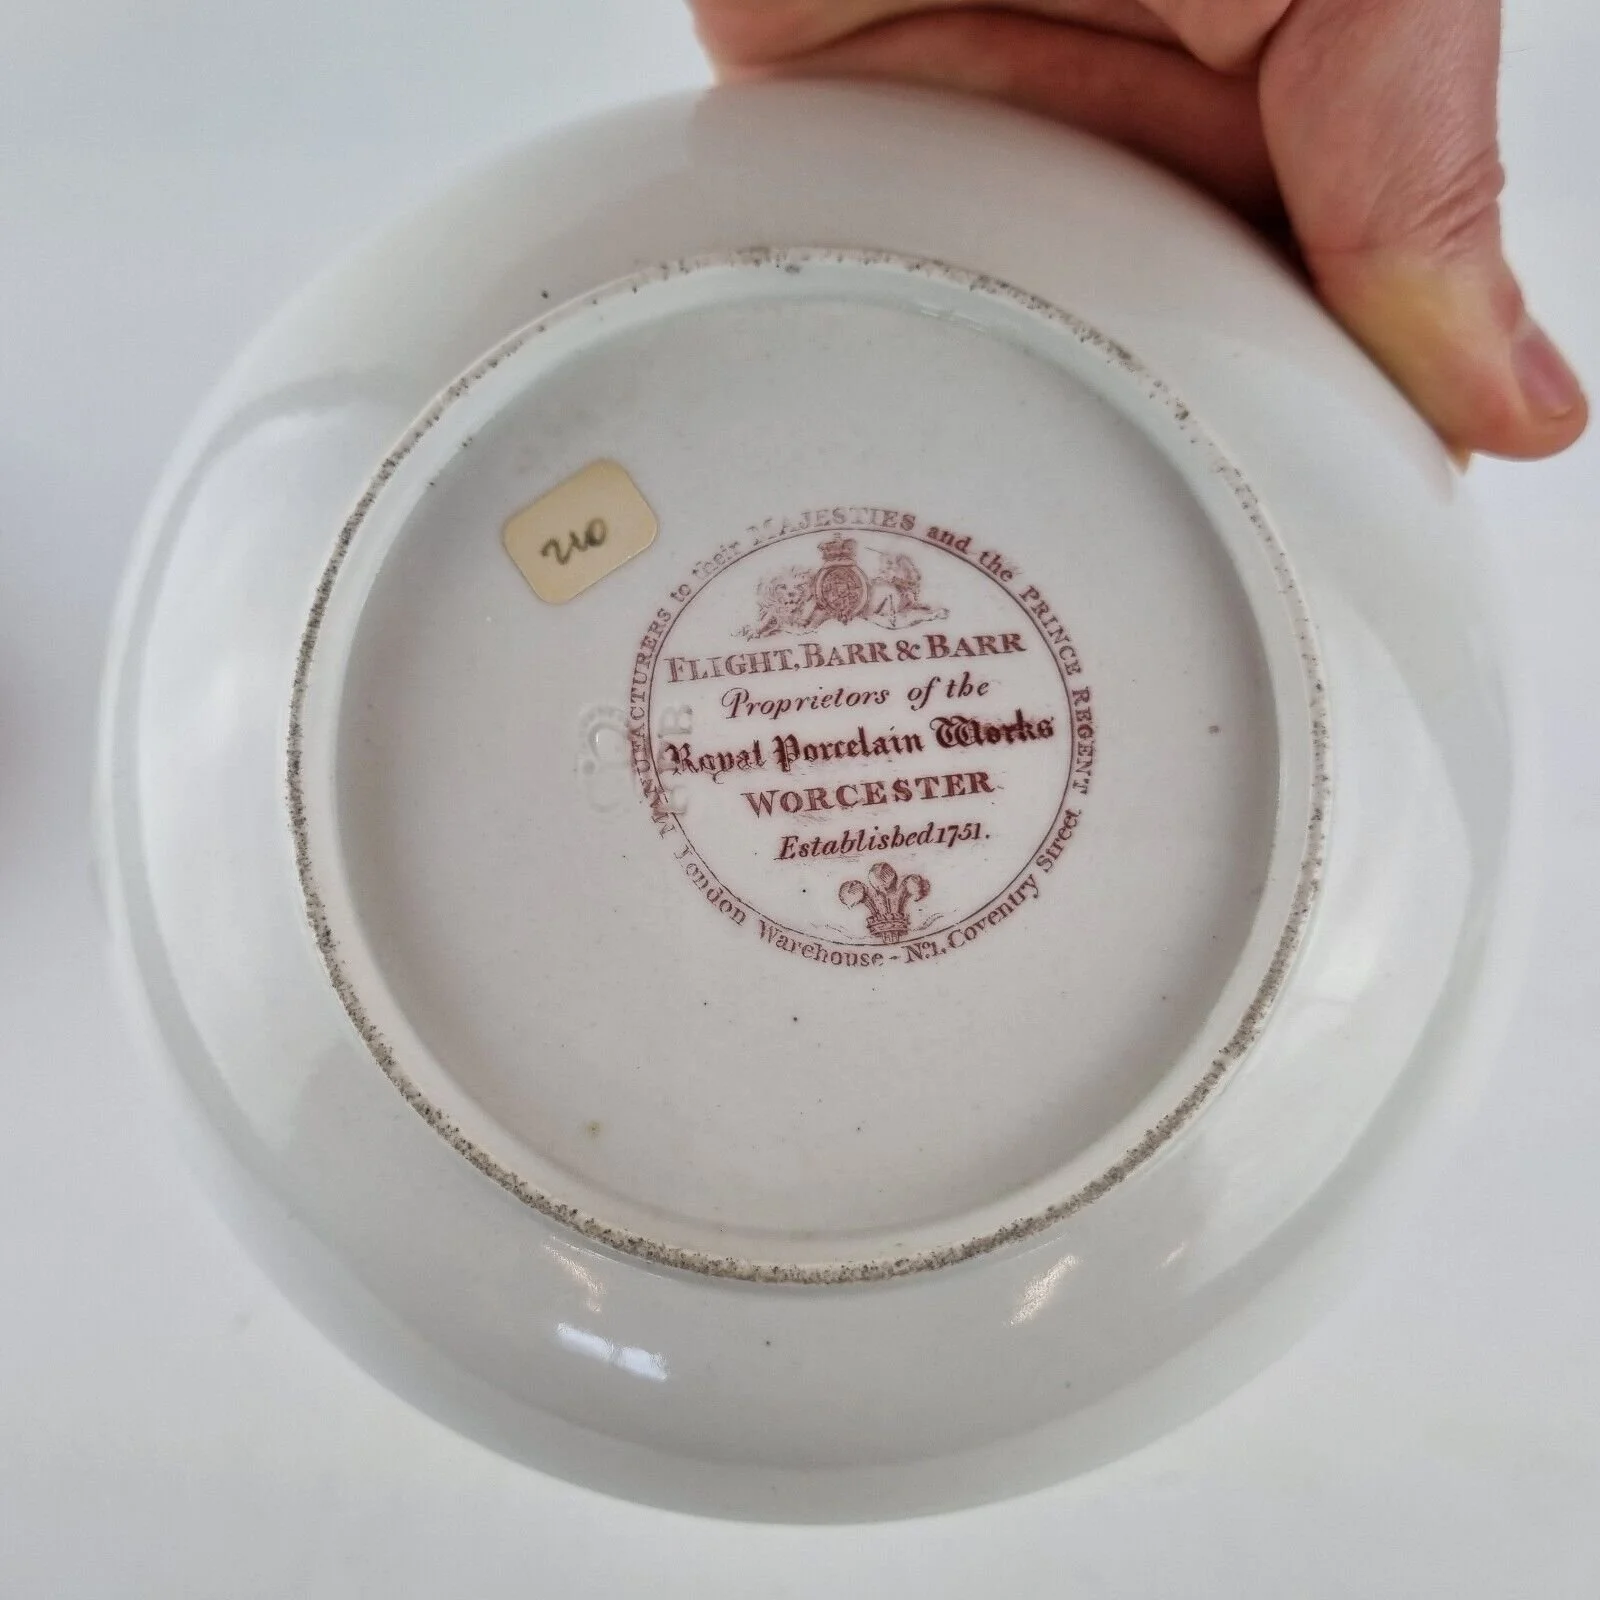 210
MANUFACTURERS to their MAJESTIES and the PRINCE REGENT
FLIGHT, BARR & BARR
Proprietors of the
Royal Porcelain Works
WORCESTER
Established 1751.
London Warehouse - No. 1, Coventry Street
FBB